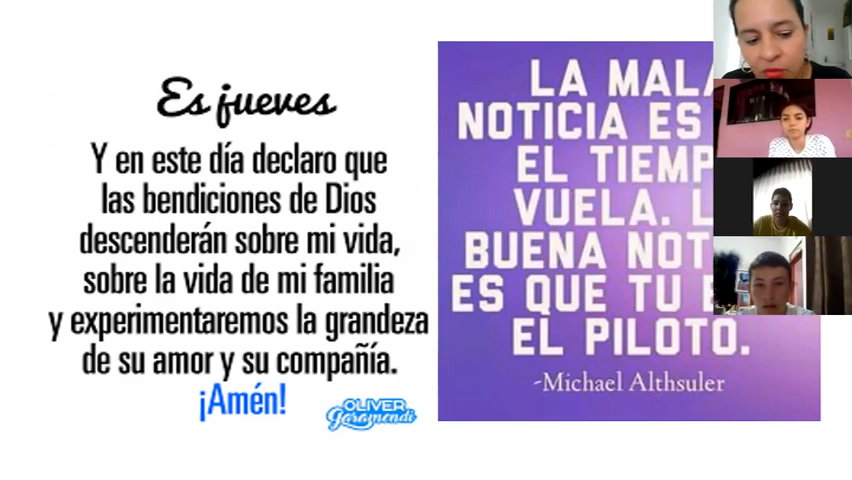 Es jueves
Y en este día declaro que
las bendiciones de Dios
descenderán sobre mi vida,
sobre la vida de mi familia
y experimentaremos la grandeza
de su amor y su compañía.
¡Amén!
OLIVER
Garamendi
LA MALA
NOTICIA ES
EL TIEMP
VUELA. L
BUENA NOT
ES QUE TU E
EL PILOTO.
-Michael Althsuler